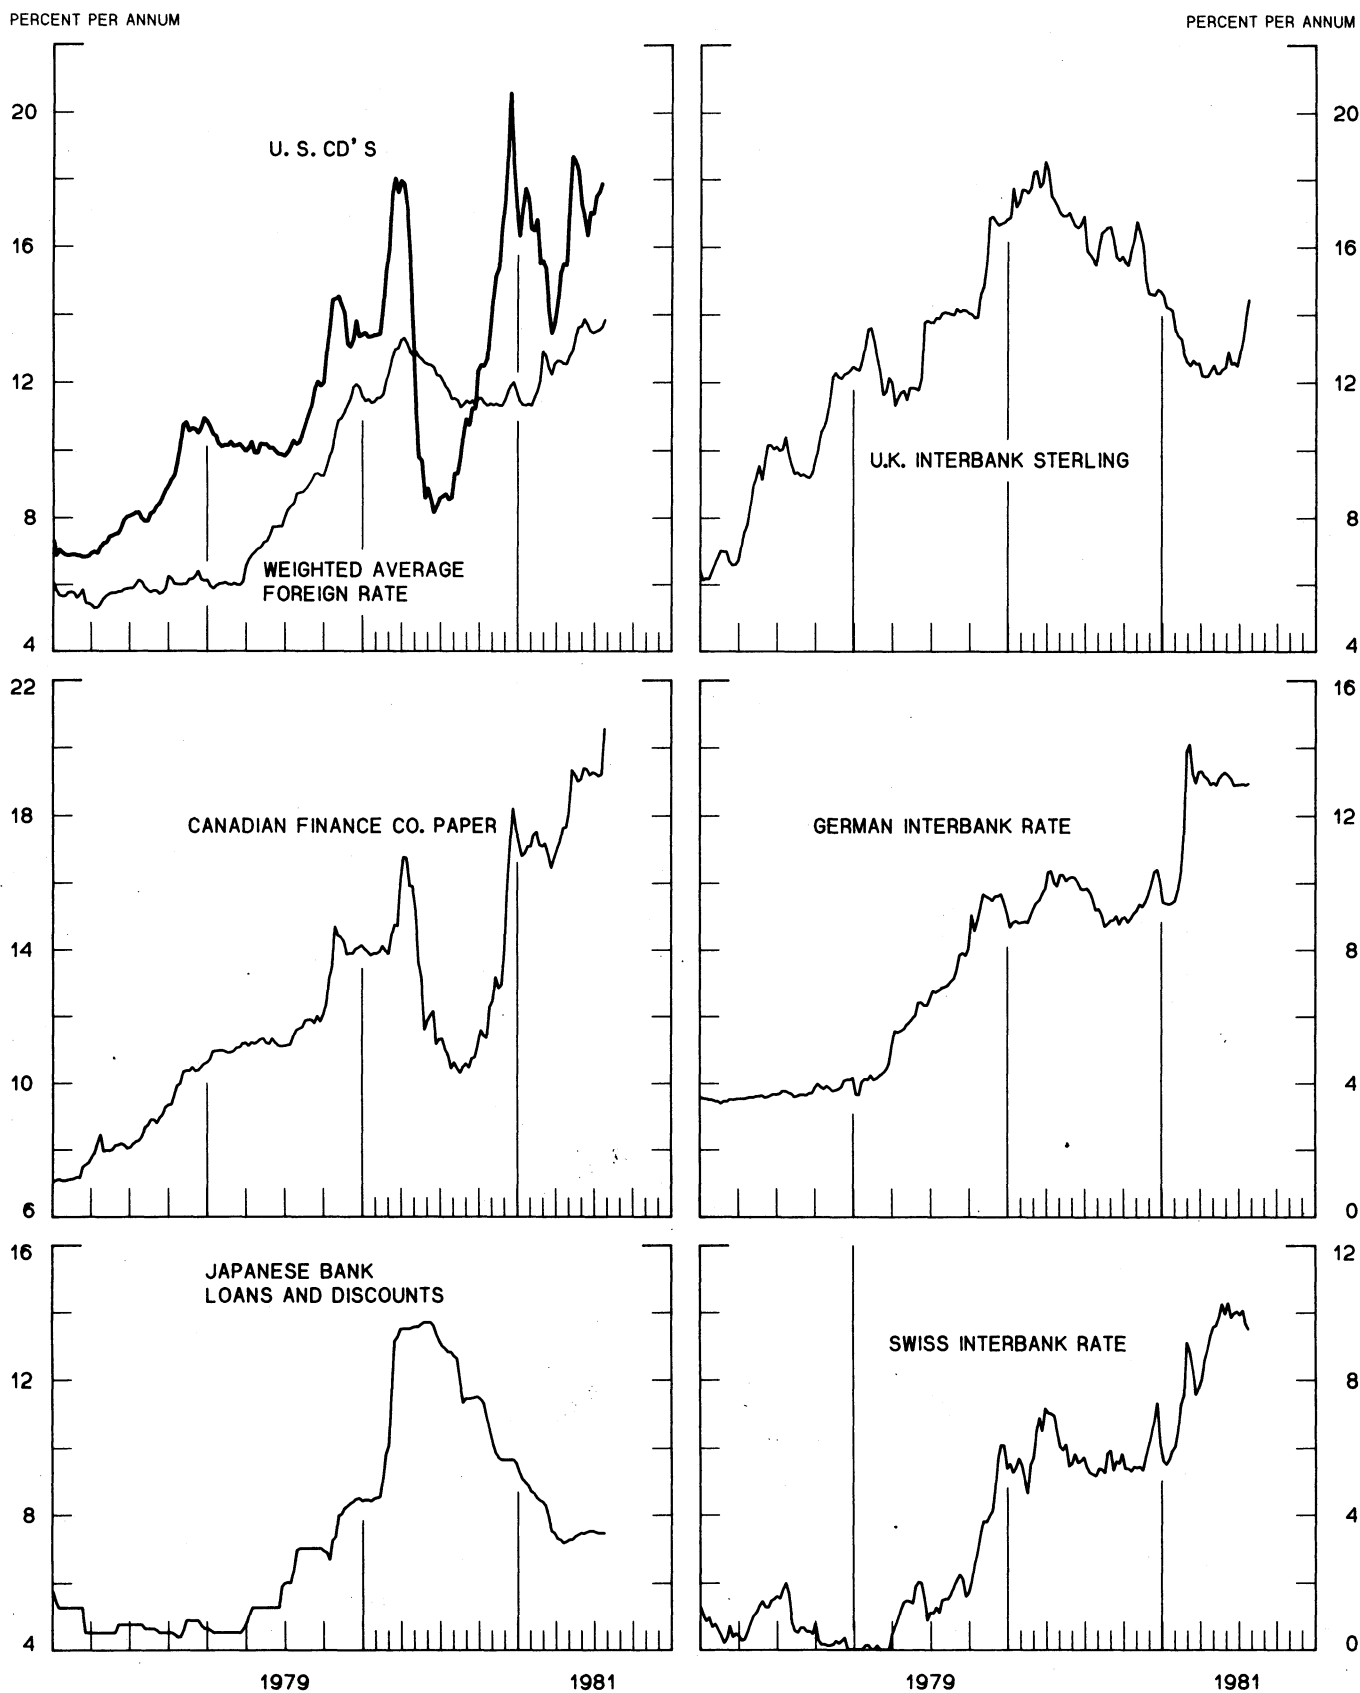 PERCENT PER ANNUM
PERCENT PER ANNUM
20
16
12
8
4
U.S. CD'S
WEIGHTED AVERAGE
FOREIGN RATE
20
16
12
8
4
U.K. INTERBANK STERLING
22
18
14
10
6
CANADIAN FINANCE CO. PAPER
16
12
8
4
0
GERMAN INTERBANK RATE
16
12
8
4
JAPANESE BANK
LOANS AND DISCOUNTS
12
8
4
0
SWISS INTERBANK RATE
1979
1981
1979
1981